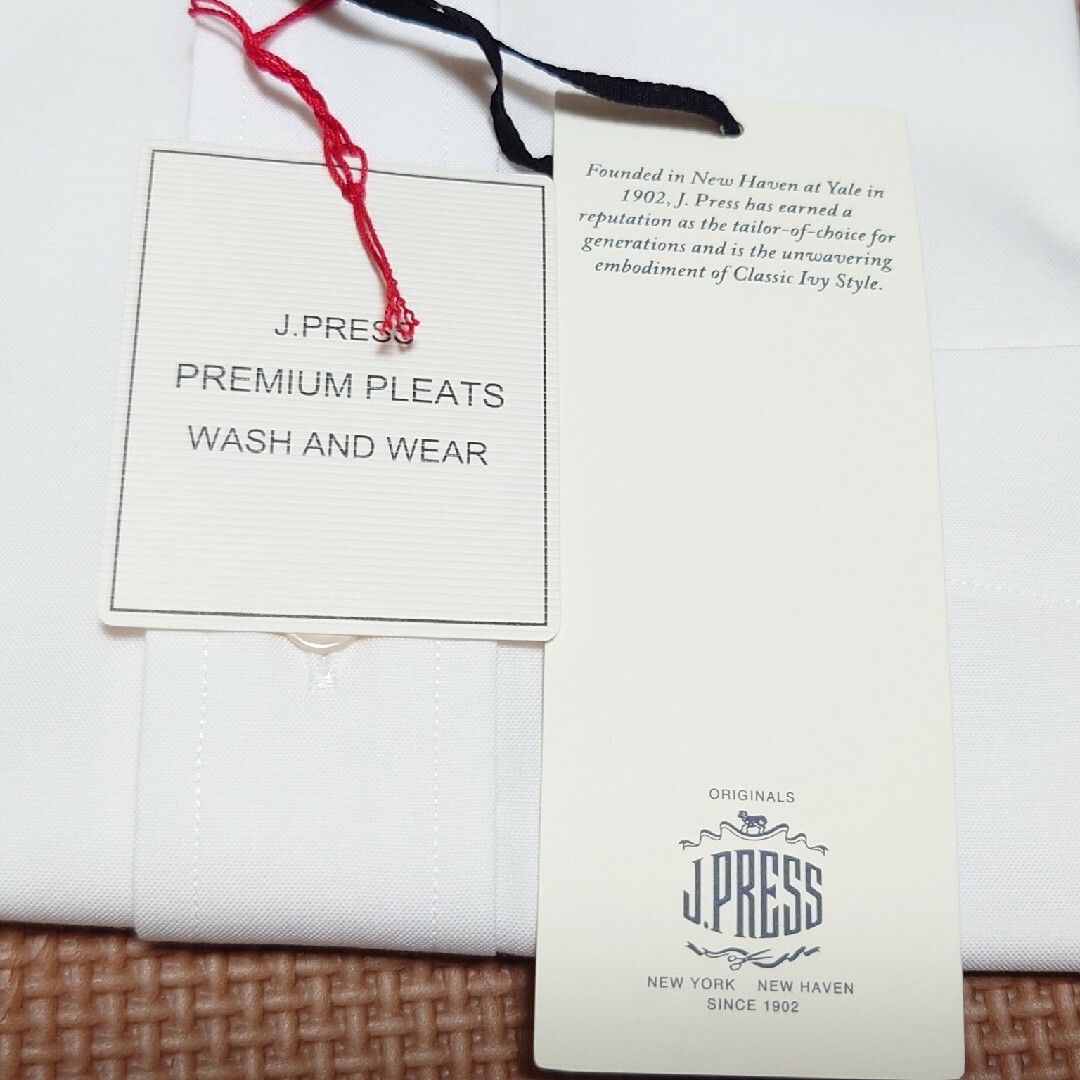 J.PRESS
PREMIUM PLEATS
WASH AND WEAR
Founded in New Haven at Yale in
1902, J. Press has earned a
reputation as the tailor-of-choice for
generations and is the unwavering
embodiment of Classic Ivy Style.
ORIGINALS
J.PRESS
NEW YORK NEW HAVEN
SINCE 1902